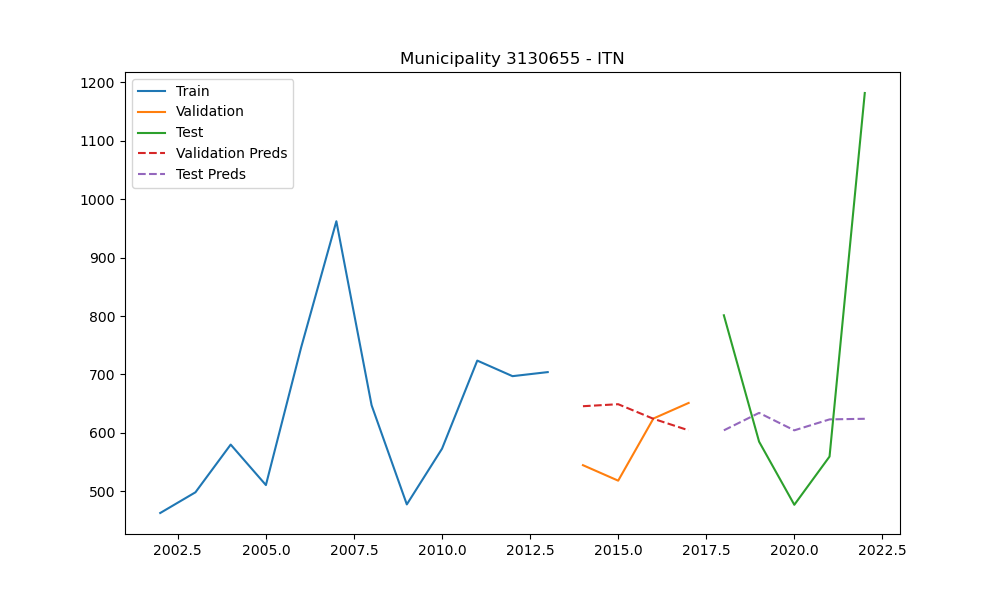 Municipality 3130655 - ITN
Train
Validation
Test
Validation Preds
Test Preds
1200
1100
1000
900
800
700
600
500
2002.5 2005.0 2007.5 2010.0 2012.5 2015.0 2017.5 2020.0 2022.5